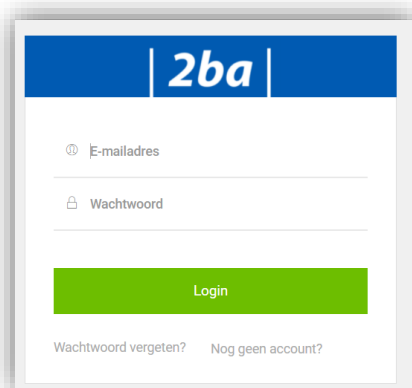 | 2ba |
E-mailadres
Wachtwoord
Login
Wachtwoord vergeten? Nog geen account?